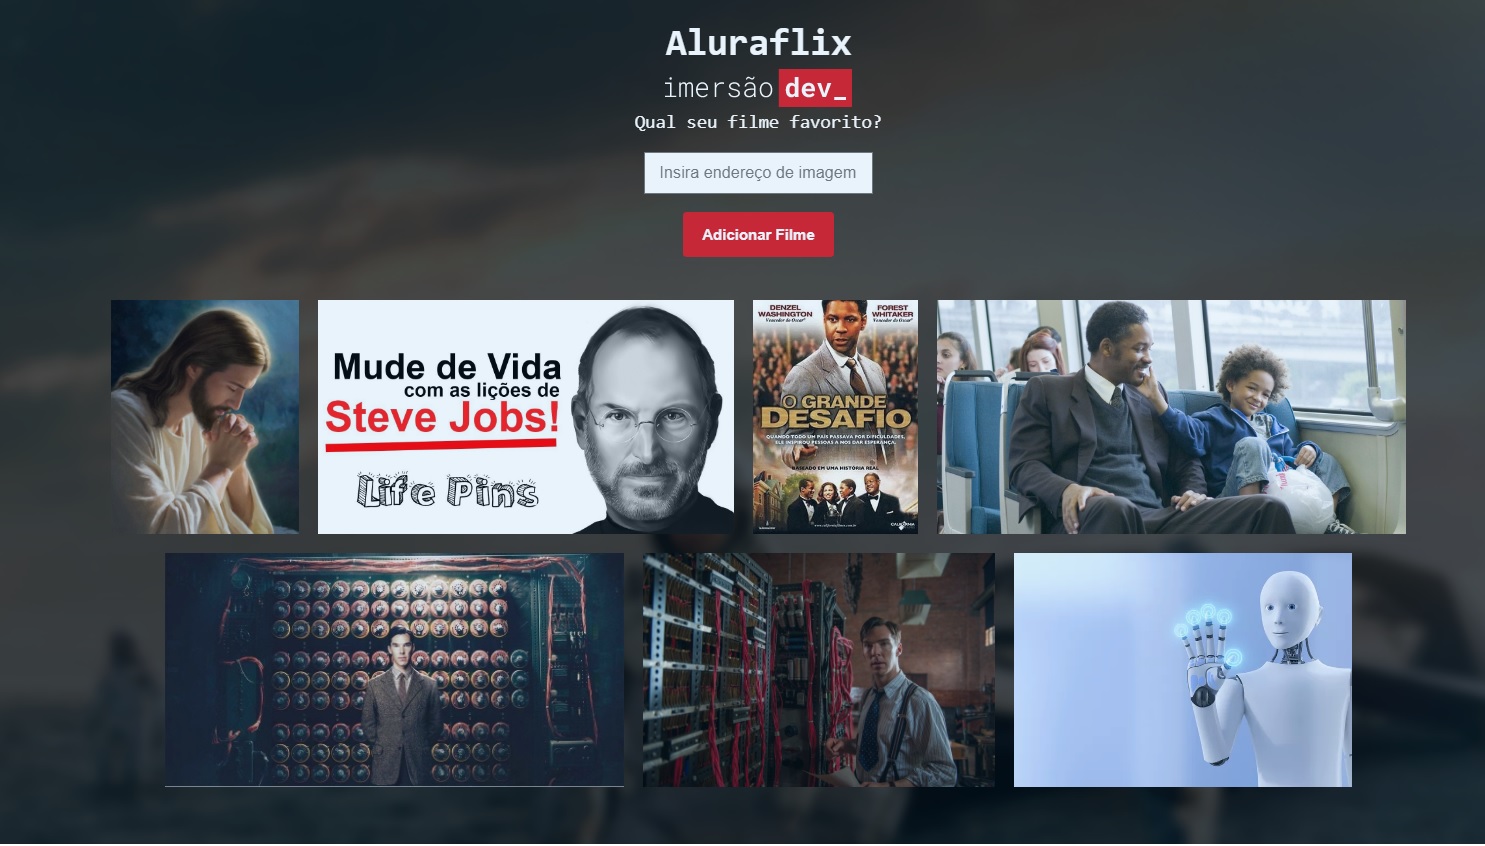 Aluraflix
imersão dev_
Qual seu filme favorito?
Insira endereço de imagem
Adicionar Filme
Mude de Vida
com as lições de
Steve Jobs!
Life Pins
DENZEL WASHINGTON
Vencedor do Oscar®
FOREST WHITAKER
Vencedor do Oscar®
O GRANDE
DESAFIO
QUANDO TODO UM PAÍS PASSAVA POR DIFICULDADES,
ELE INSPIROU PESSOAS A NOS DAR ESPERANÇA.
BASEADO EM UMA HISTÓRIA REAL
CALIFÓRNIA